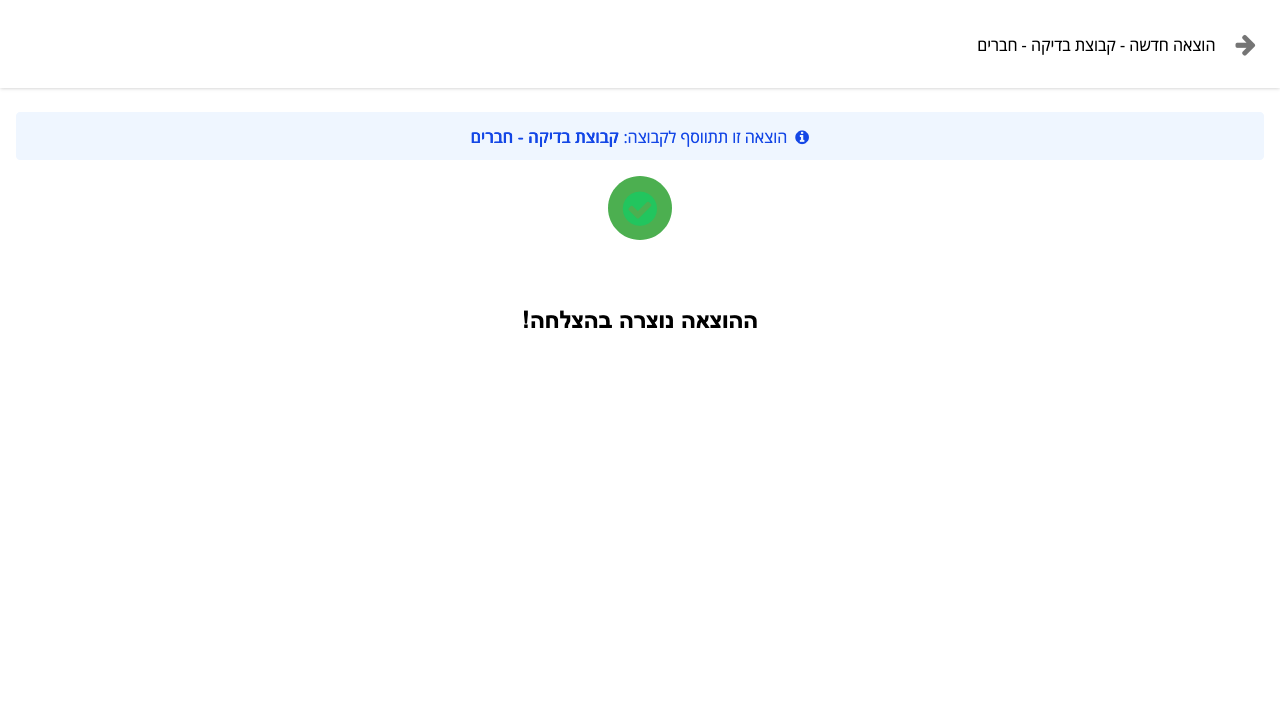 הוצאה חדשה - קבוצת בדיקה - חברים
הוצאה זו תתווסף לקבוצה: קבוצת בדיקה - חברים
ההוצאה נוצרה בהצלחה!